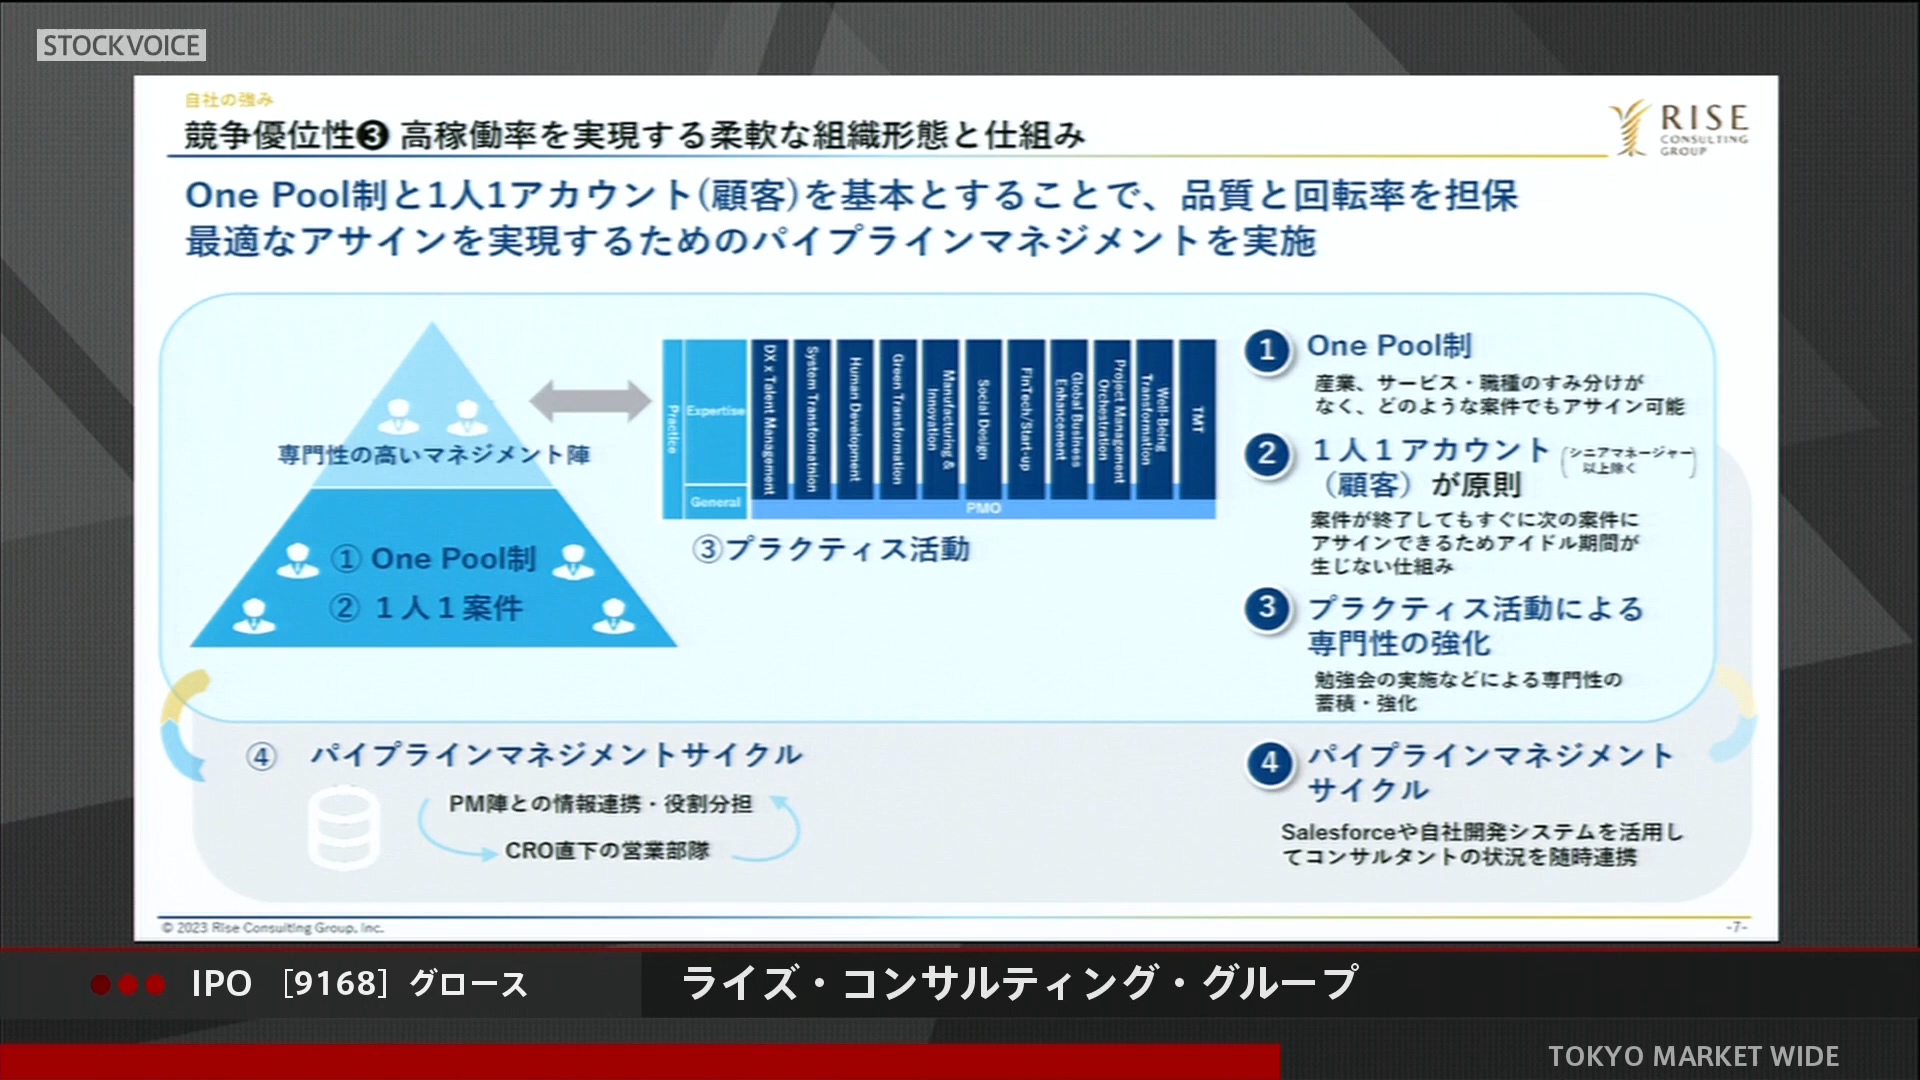 STOCKVOICE
自社の強み
競争優位性❸ 高稼働率を実現する柔軟な組織形態と仕組み
RISE
CONSULTING
GROUP
One Pool制と1人1アカウント(顧客)を基本とすることで、品質と回転率を担保
最適なアサインを実現するためのパイプラインマネジメントを実施
専門性の高いマネジメント陣
① One Pool制
② 1人1案件
Practice
Expertise
General
DX x Talent Management
System Transformatnion
Human Development
Green Transformation
Manufacturing &
Innovation
Social Design
FinTech/Start-up
Global Business
Enhancement
Project Management
Orchestration
Well-Being
Transformation
TMT
PMO
③プラクティス活動
1 One Pool制
産業、サービス・職種のすみ分けが
なく、どのような案件でもアサイン可能
2 1人1アカウント (シニアマネージャー
以上除く)
(顧客)が原則
案件が終了してもすぐに次の案件に
アサインできるためアイドル期間が
生じない仕組み
3 プラクティス活動による
専門性の強化
勉強会の実施などによる専門性の
蓄積・強化
④ パイプラインマネジメントサイクル
PM陣との情報連携・役割分担
CRO直下の営業部隊
4 パイプラインマネジメント
サイクル
Salesforceや自社開発システムを活用し
てコンサルタントの状況を随時連携
© 2023 Rise Consulting Group, Inc.
-7-
IPO [9168] グロース
ライズ・コンサルティング・グループ
TOKYO MARKET WIDE